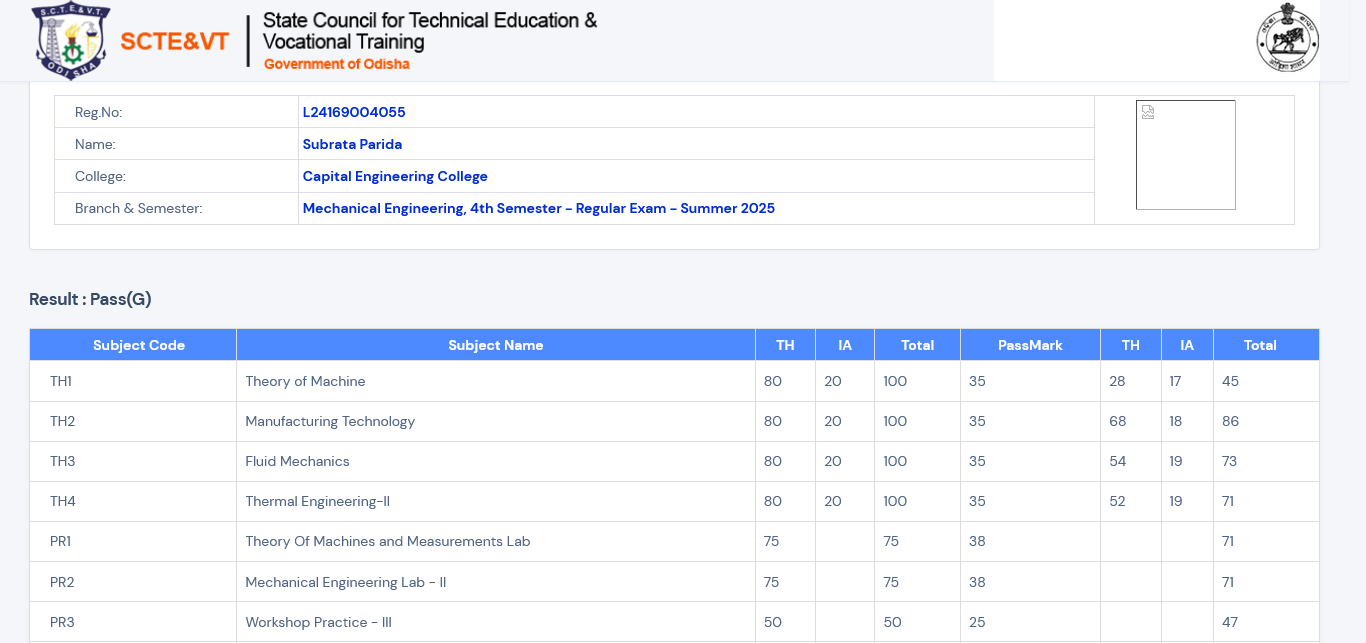 S.C.T.E.&V.T.
ODISHA
SCTE&VT
State Council for Technical Education &
Vocational Training
Government of Odisha
Reg.No: L24169004055
Name: Subrata Parida
College: Capital Engineering College
Branch & Semester: Mechanical Engineering, 4th Semester - Regular Exam - Summer 2025
Result : Pass(G)
Subject Code Subject Name TH IA Total PassMark TH IA Total
TH1 Theory of Machine 80 20 100 35 28 17 45
TH2 Manufacturing Technology 80 20 100 35 68 18 86
TH3 Fluid Mechanics 80 20 100 35 54 19 73
TH4 Thermal Engineering-II 80 20 100 35 52 19 71
PR1 Theory Of Machines and Measurements Lab 75 75 38 71
PR2 Mechanical Engineering Lab - II 75 75 38 71
PR3 Workshop Practice - III 50 50 25 47